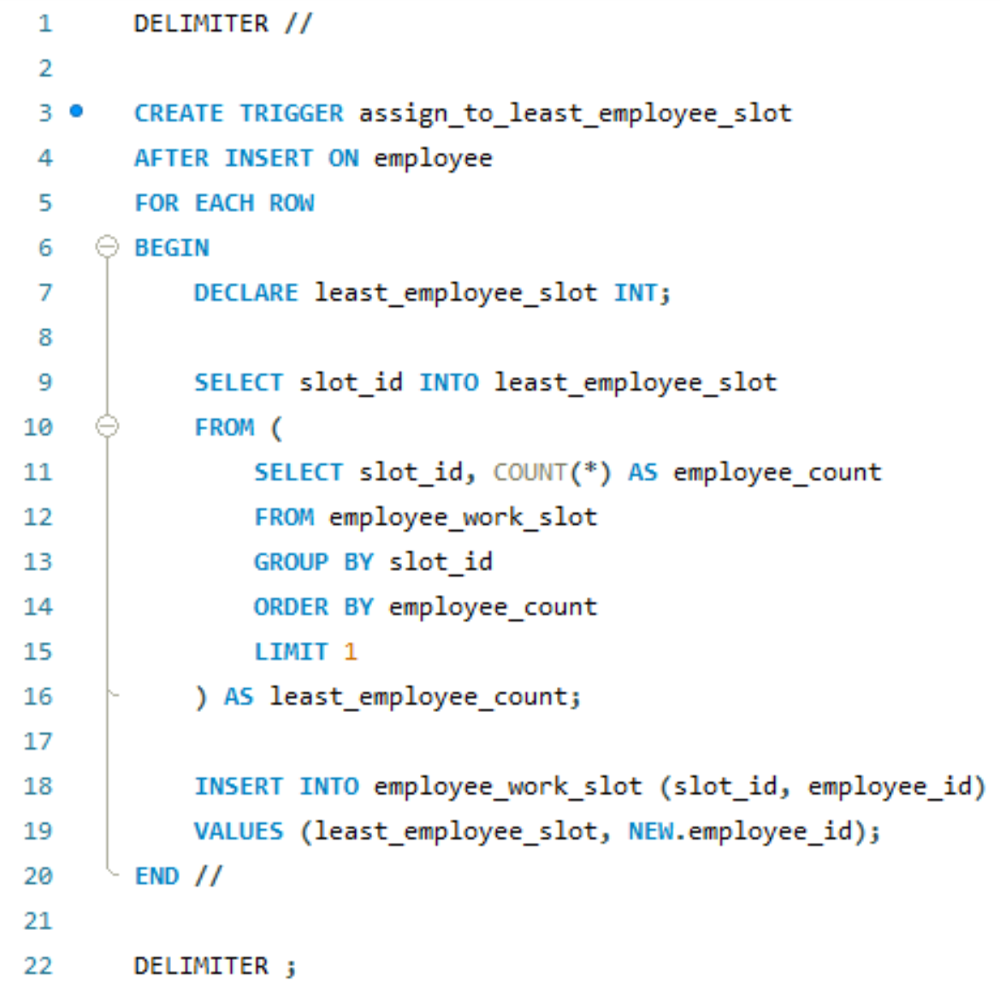 1 DELIMITER //
2
3 CREATE TRIGGER assign_to_least_employee_slot
4 AFTER INSERT ON employee
5 FOR EACH ROW
6 BEGIN
7 DECLARE least_employee_slot INT;
8
9 SELECT slot_id INTO least_employee_slot
10 FROM (
11 SELECT slot_id, COUNT(*) AS employee_count
12 FROM employee_work_slot
13 GROUP BY slot_id
14 ORDER BY employee_count
15 LIMIT 1
16 ) AS least_employee_count;
17
18 INSERT INTO employee_work_slot (slot_id, employee_id)
19 VALUES (least_employee_slot, NEW.employee_id);
20 END //
21
22 DELIMITER ;